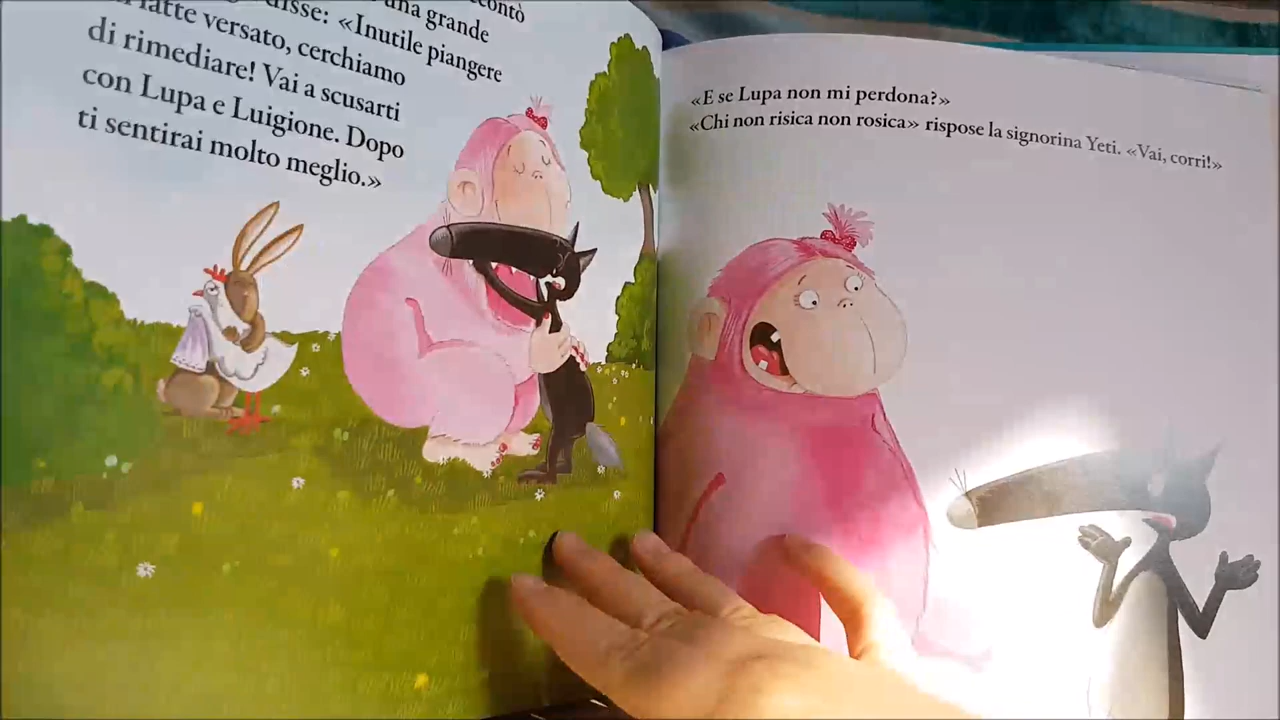 contò
disse: «Inutile piangere
una grande
latte versato, cerchiamo
di rimediare! Vai a scusarti
con Lupa e Luigione. Dopo
ti sentirai molto meglio.»
«E se Lupa non mi perdona?»
«Chi non risica non rosica» rispose la signorina Yeti. «Vai, corri!»